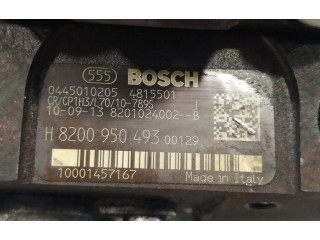 555 BOSCH
0445010205 4815501
CR/CP1H3/L70/10-789S J
10-09-13 8201024002--B
H 8200 950 493 00129
10001457167 Made in Italy